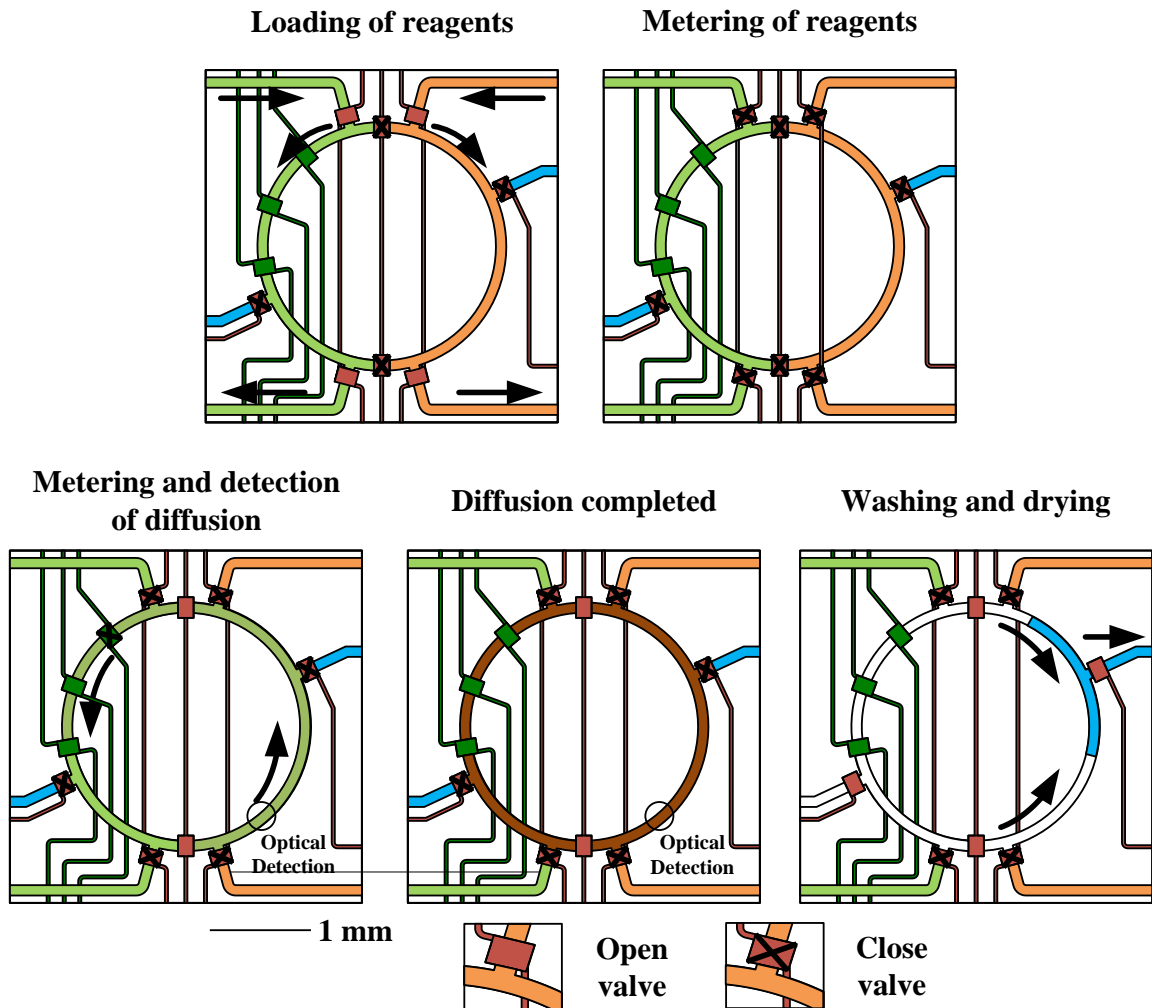 Loading of reagents
Metering of reagents
Metering and detection
of diffusion
Diffusion completed
Washing and drying
Optical
Detection
Optical
Detection
1 mm
Open
valve
Close
valve